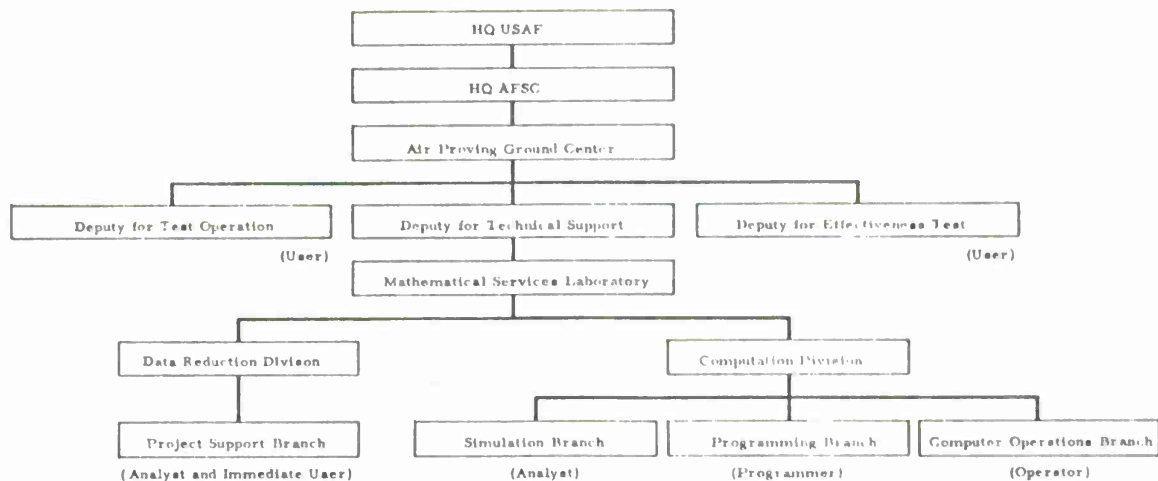 HQ USAF
HQ AFSC
Air Proving Ground Center
Deputy for Test Operation
Deputy for Technical Support
Deputy for Effectiveness Test
(User)
(User)
Mathematical Services Laboratory
Data Reduction Divison
Computation Division
Project Support Branch
Simulation Branch
Programming Branch
Computer Operations Branch
(Analyst and Immediate User)
(Analyst)
(Programmer)
(Operator)